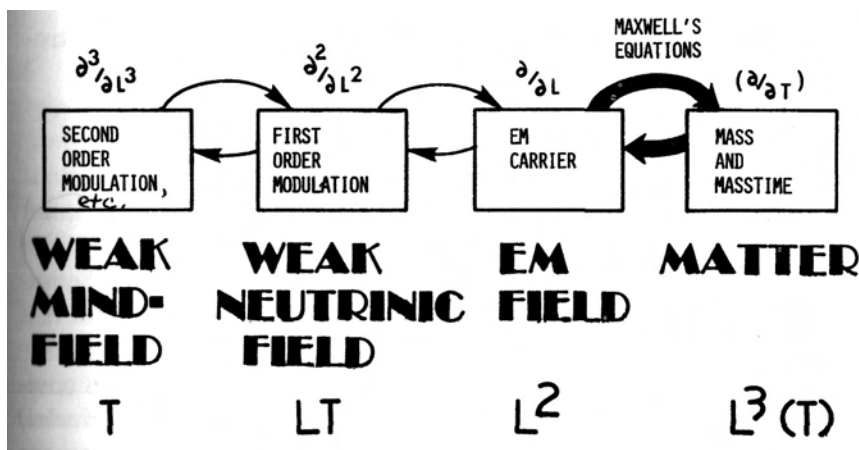 MAXWELL'S
EQUATIONS
∂³/∂L³
∂²/∂L²
∂/∂L
(∂/∂T)
SECOND
ORDER
MODULATION,
etc.
FIRST
ORDER
MODULATION
EM
CARRIER
MASS
AND
MASSTIME
WEAK
MIND-
FIELD
WEAK
NEUTRINIC
FIELD
EM
FIELD
MATTER
T
LT
L²
L³ (T)